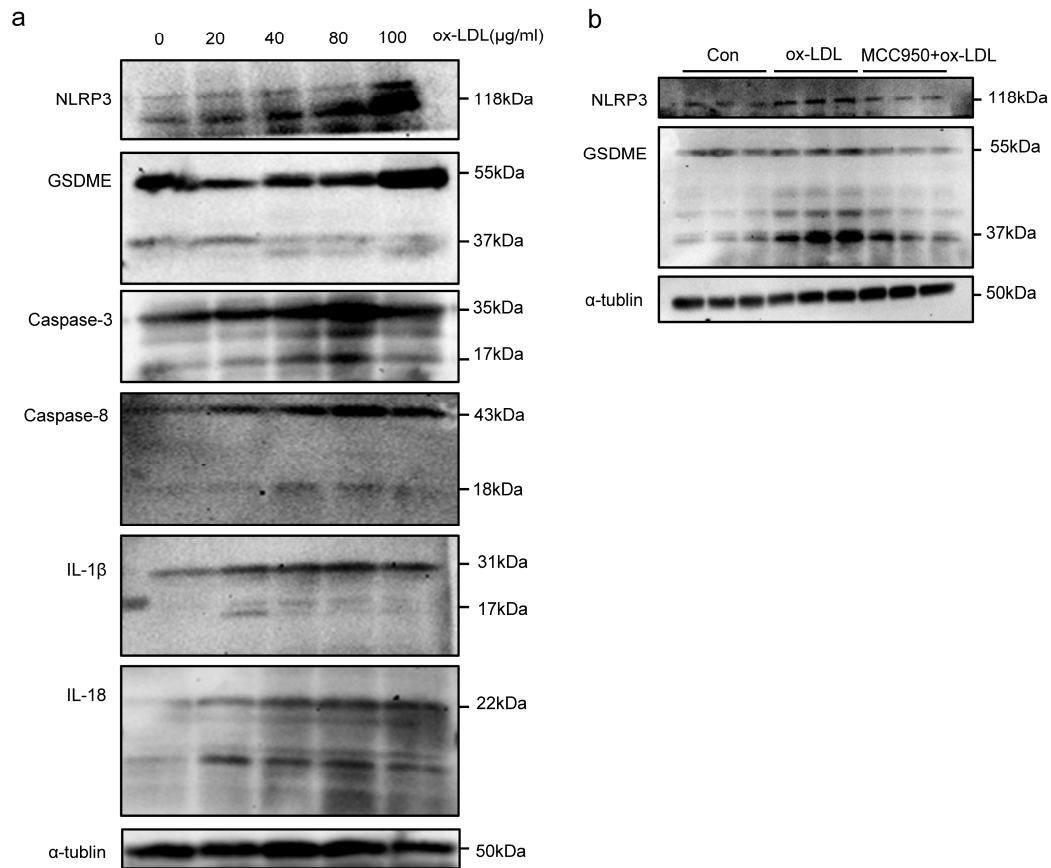 a
0 20 40 80 100 ox-LDL(μg/ml)
NLRP3
118kDa
GSDME
55kDa
37kDa
Caspase-3
35kDa
17kDa
Caspase-8
43kDa
18kDa
IL-1β
31kDa
17kDa
IL-18
22kDa
α-tublin
50kDa
b
Con ox-LDL MCC950+ox-LDL
NLRP3
118kDa
GSDME
55kDa
37kDa
α-tublin
50kDa